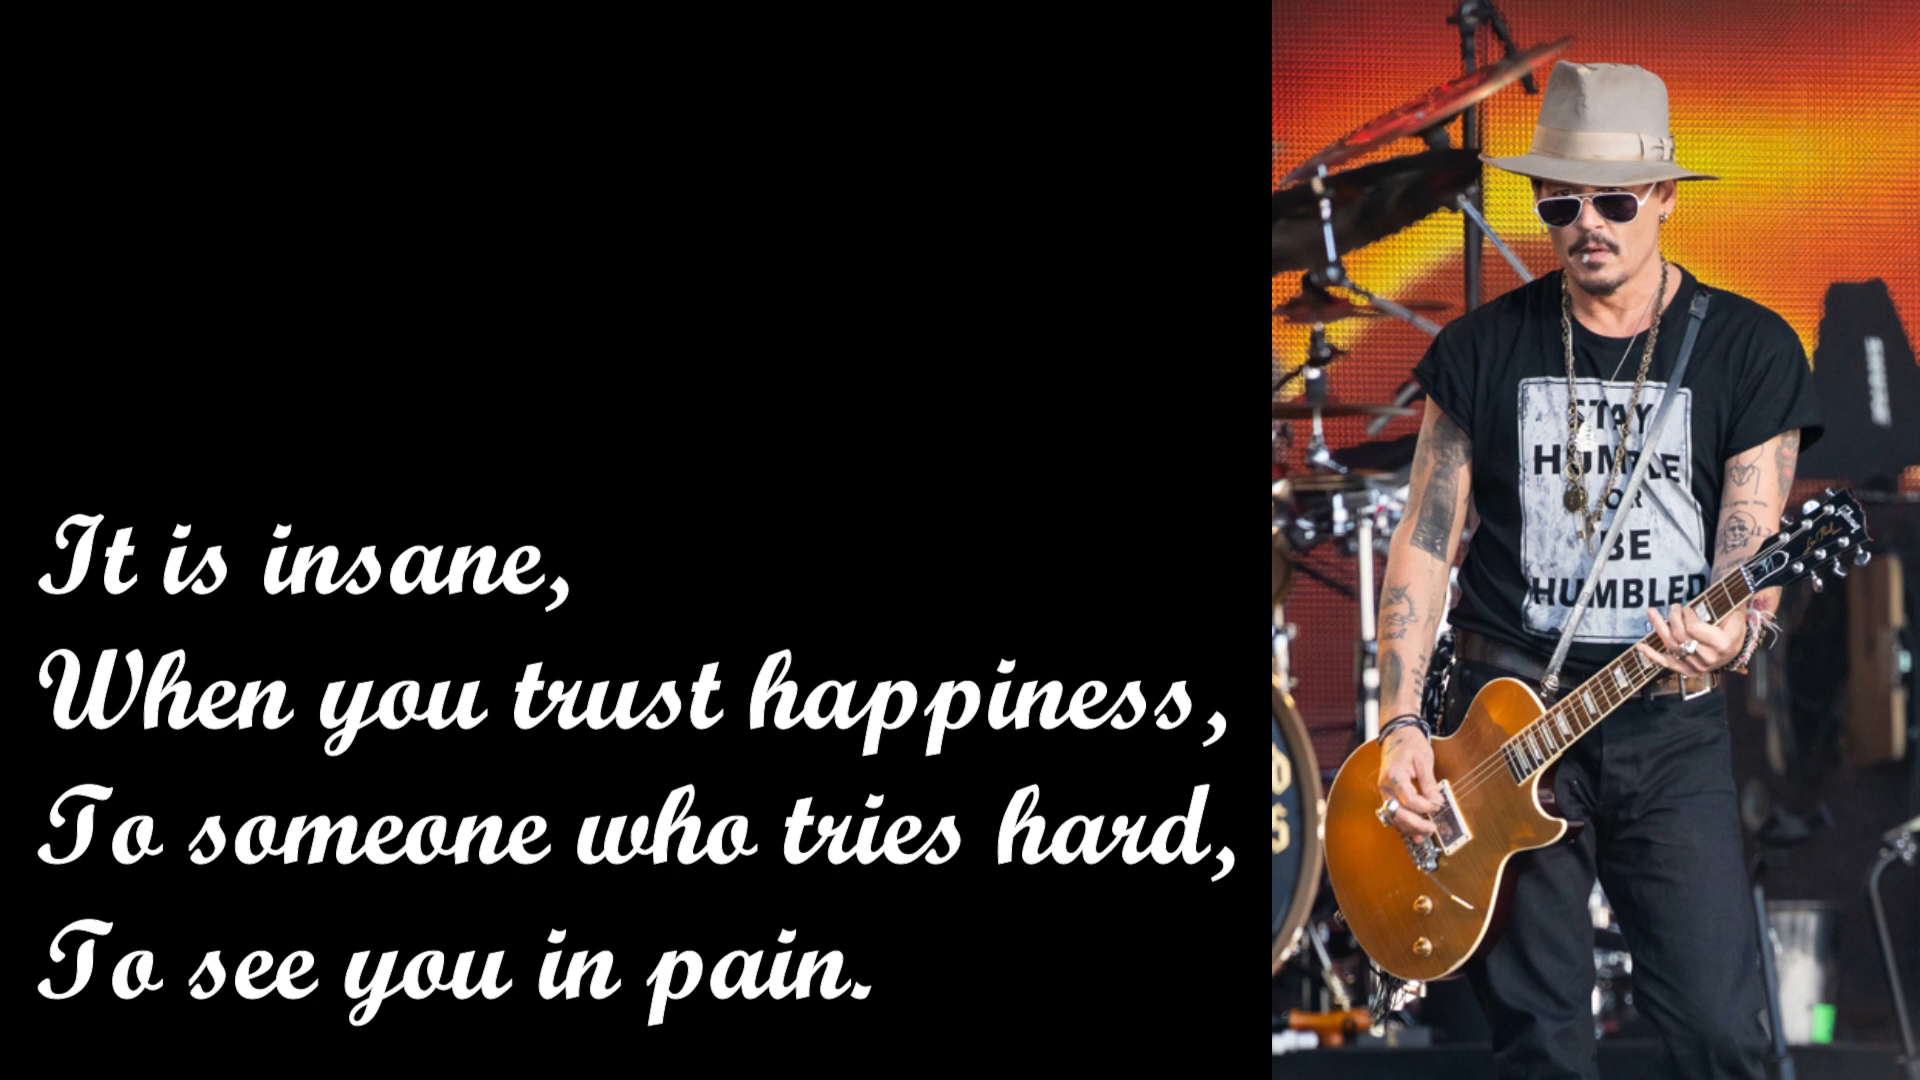 It is insane,
When you trust happiness,
To someone who tries hard,
To see you in pain.
STAY
HUMBLE
OR
BE
HUMBLED
Gibson